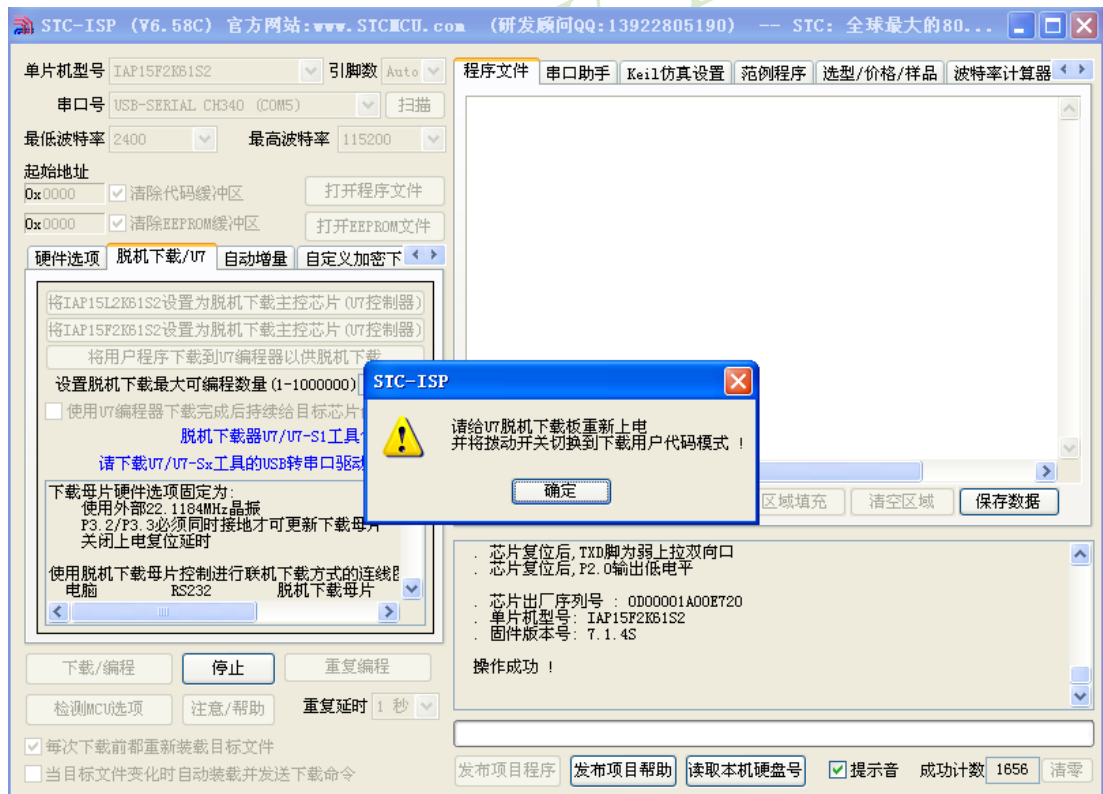 STC-ISP (V6.58C) 官方网站:www.STCMCU.com (研发顾问QQ:13922805190) -- STC: 全球最大的80...
单片机型号 IAP15F2K61S2 引脚数 Auto
串口号 USB-SERIAL CH340 (COM5) 扫描
最低波特率 2400 最高波特率 115200
起始地址
0x0000 清除代码缓冲区 打开程序文件
0x0000 清除EEPROM缓冲区 打开EEPROM文件
硬件选项 脱机下载/U7 自动增量 自定义加密下
将IAP15L2K61S2设置为脱机下载主控芯片(U7控制器)
将IAP15F2K61S2设置为脱机下载主控芯片(U7控制器)
将用户程序下载到U7编程器以供脱机下载
设置脱机下载最大可编程数量(1-1000000)
使用U7编程器下载完成后持续给目标芯片
脱机下载器U7/U7-S1工具
请下载U7/U7-Sx工具的USB转串口驱动
下载母片硬件选项固定为:
使用外部22.1184MHz晶振
P3.2/P3.3必须同时接地才可更新下载母片
关闭上电复位延时
使用脱机下载母片控制进行联机下载方式的连线
电脑 RS232 脱机下载母片
下载/编程 停止 重复编程
检测MCU选项 注意/帮助 重复延时 1 秒
每次下载前都重新装载目标文件
当目标文件变化时自动装载并发送下载命令
程序文件 串口助手 Keil仿真设置 范例程序 选型/价格/样品 波特率计算器
STC-ISP
请给U7脱机下载板重新上电
并将拨动开关切换到下载用户代码模式 !
确定
区域填充 清空区域 保存数据
. 芯片复位后,TXD脚为弱上拉双向口
. 芯片复位后,P2.0输出低电平
. 芯片出厂序列号 : 0D00001A00E720
. 单片机型号: IAP15F2K61S2
. 固件版本号: 7.1.4S
操作成功 !
发布项目程序 发布项目帮助 读取本机硬盘号 提示音 成功计数 1656 清零